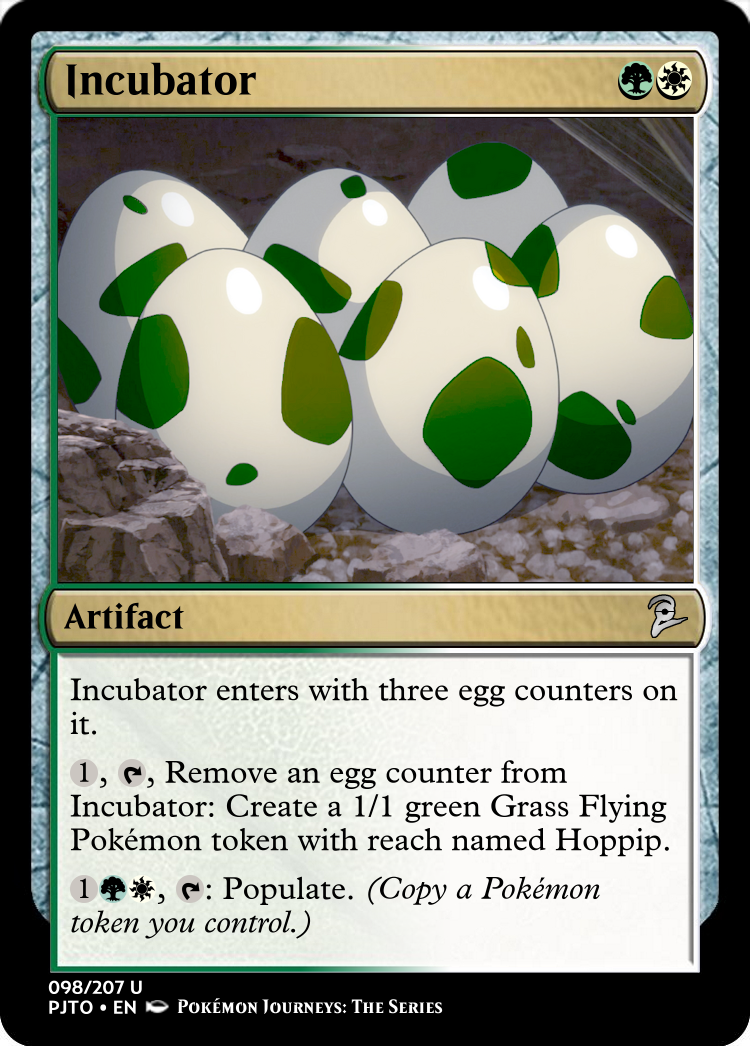 Incubator
Artifact
Incubator enters with three egg counters on
it.
1, , Remove an egg counter from
Incubator: Create a 1/1 green Grass Flying
Pokémon token with reach named Hoppip.
1, : Populate. (Copy a Pokémon
token you control.)
098/207 U
PJTO • EN Pokémon Journeys: The Series